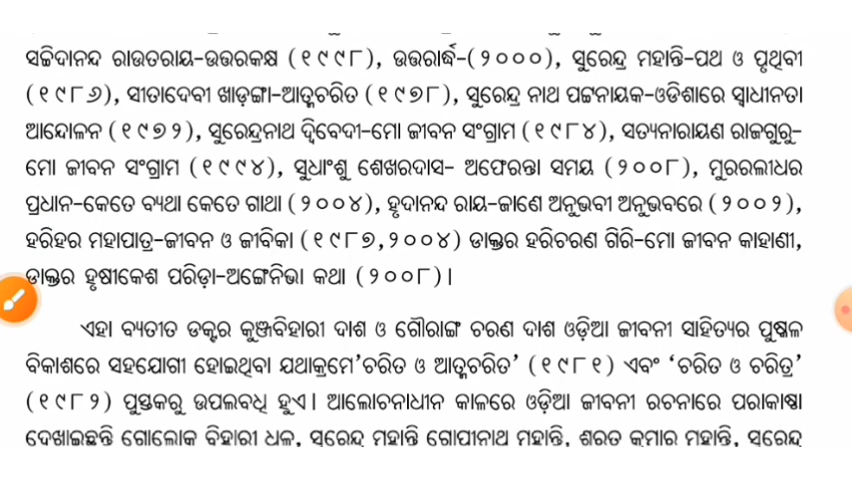 ସଚ୍ଚିଦାନନ୍ଦ ରାଉତରାୟ-ଉତ୍ତରକକ୍ଷ (୧୯୯୮), ଉତ୍ତରାର୍ଦ୍ଧ-(୨୦୦୦), ସୁରେନ୍ଦ୍ର ମହାନ୍ତି-ପଥ ଓ ପୃଥିବୀ
(୧୯୮୬), ସୀତାଦେବୀ ଖାଡ଼ଙ୍ଗା-ଆତ୍ମଚରିତ (୧୯୭୮), ସୁରେନ୍ଦ୍ର ନାଥ ପଟ୍ଟନାୟକ-ଓଡିଶାରେ ସ୍ୱାଧୀନତା
ଆନ୍ଦୋଳନ (୧୯୭୨), ସୁରେନ୍ଦ୍ରନାଥ ଦ୍ୱିବେଦୀ-ମୋ ଜୀବନ ସଂଗ୍ରାମ (୧୯୮୪), ସତ୍ୟନାରାୟଣ ରାଜଗୁରୁ-
ମୋ ଜୀବନ ସଂଗ୍ରାମ (୧୯୯୪), ସୁଧାଂଶୁ ଶେଖରଦାସ- ଅଫେରନ୍ତା ସମୟ (୨୦୦୮), ମୁରରଲୀଧର
ପ୍ରଧାନ-କେତେ ବ୍ୟଥା କେତେ ଗାଥା (୨୦୦୪), ହୃଦାନନ୍ଦ ରାୟ-ଜାଣେ ଅନୁଭବୀ ଅନୁଭବରେ (୨୦୦୨),
ହରିହର ମହାପାତ୍ର-ଜୀବନ ଓ ଜୀବିକା (୧୯୮୭,୨୦୦୪) ଡାକ୍ତର ହରିଚରଣ ଗିରି-ମୋ ଜୀବନ କାହାଣୀ,
ଡାକ୍ତର ହୃଷୀକେଶ ପରିଡ଼ା-ଅଙ୍ଗେନିଭା କଥା (୨୦୦୮)।
ଏହା ବ୍ୟତୀତ ଡକ୍ଟର କୁଞ୍ଜବିହାରୀ ଦାଶ ଓ ଗୌରାଙ୍ଗ ଚରଣ ଦାଶ ଓଡ଼ିଆ ଜୀବନୀ ସାହିତ୍ୟର ପୁଷ୍କଳ
ବିକାଶରେ ସହଯୋଗୀ ହୋଇଥିବା ଯଥାକ୍ରମେ'ଚରିତ ଓ ଆତ୍ମଚରିତ' (୧୯୮୧) ଏବଂ 'ଚରିତ ଓ ଚରିତ୍ର'
(୧୯୮୨) ପୁସ୍ତକରୁ ଉପଲବଧି ହୁଏ। ଆଲୋଚନାଧୀନ କାଳରେ ଓଡ଼ିଆ ଜୀବନୀ ରଚନାରେ ପରାକାଷ୍ଠା
ଦେଖାଇଛନ୍ତି ଗୋଲୋକ ବିହାରୀ ଧଳ, ସୁରେନ୍ଦ୍ର ମହାନ୍ତି ଗୋପୀନାଥ ମହାନ୍ତି, ଶରତ କୁମାର ମହାନ୍ତି, ସୁରେନ୍ଦ୍ର